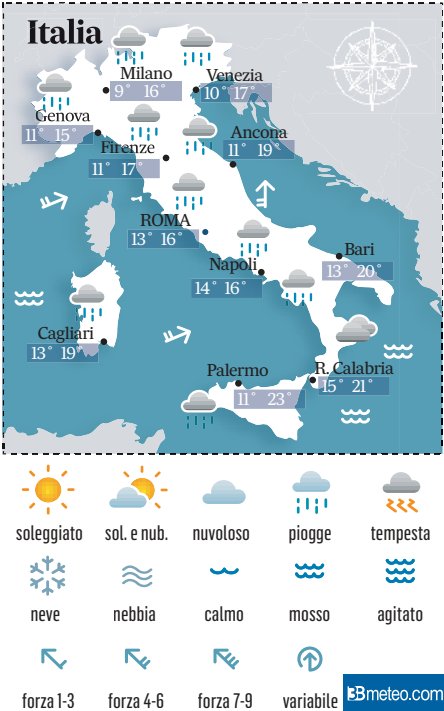 Italia
Milano
9° 16°
Venezia
10° 17°
Genova
11° 15°
Firenze
11° 17°
Ancona
11° 19°
ROMA
13° 16°
Napoli
14° 16°
Bari
13° 20°
Cagliari
13° 19°
Palermo
11° 23°
R. Calabria
15° 21°
soleggiato sol. e nub. nuvoloso piogge tempesta
neve nebbia calmo mosso agitato
forza 1-3 forza 4-6 forza 7-9 variabile
3Bmeteo.com